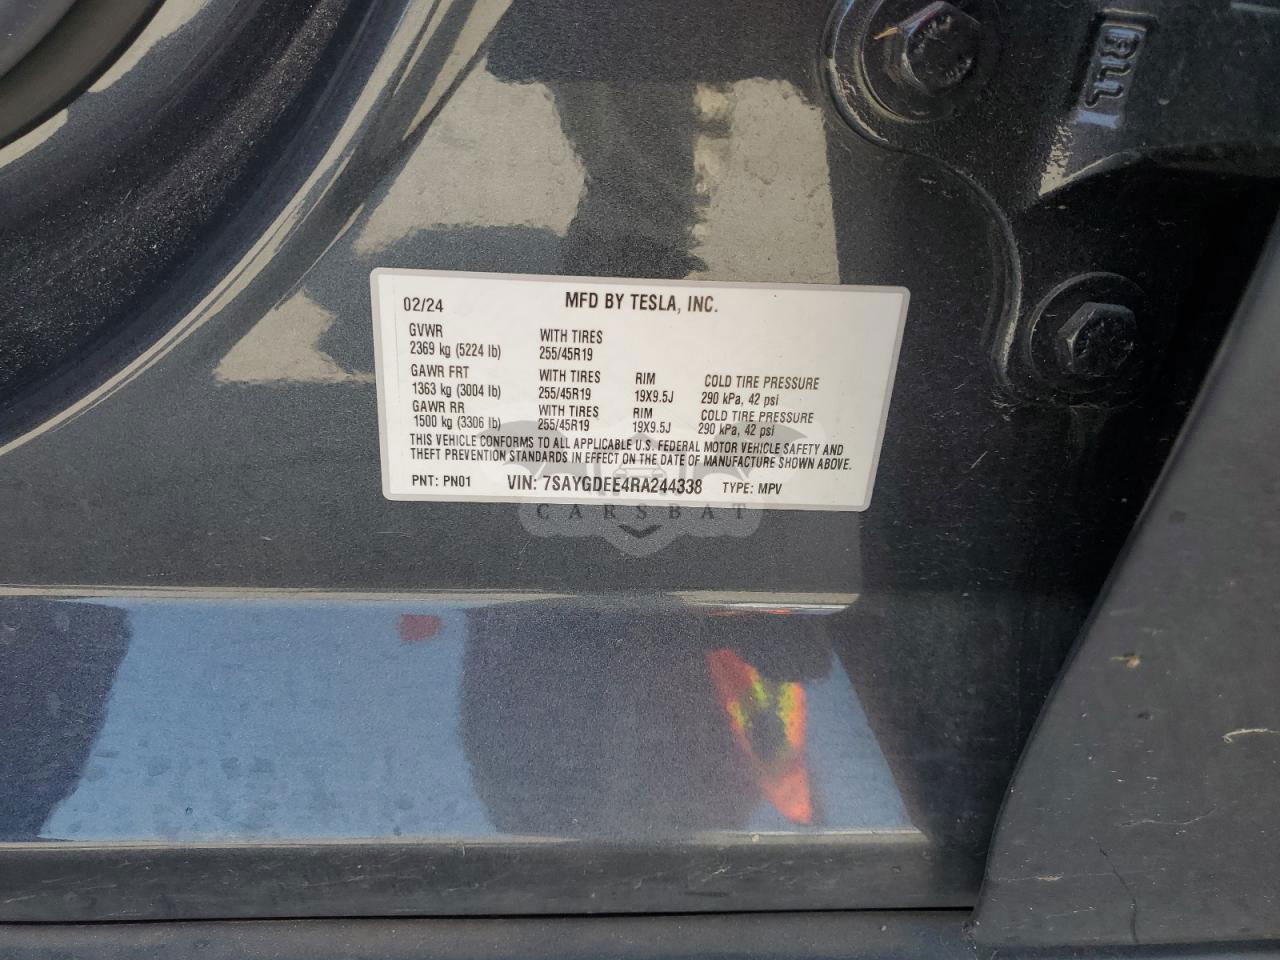 BLL
02/24 MFD BY TESLA, INC.
GVWR WITH TIRES
2369 kg (5224 lb) 255/45R19
GAWR FRT WITH TIRES RIM COLD TIRE PRESSURE
1363 kg (3004 lb) 255/45R19 19X9.5J 290 kPa, 42 psi
GAWR RR WITH TIRES RIM COLD TIRE PRESSURE
1500 kg (3306 lb) 255/45R19 19X9.5J 290 kPa, 42 psi
THIS VEHICLE CONFORMS TO ALL APPLICABLE U.S. FEDERAL MOTOR VEHICLE SAFETY AND
THEFT PREVENTION STANDARDS IN EFFECT ON THE DATE OF MANUFACTURE SHOWN ABOVE.
PNT: PN01 VIN: 7SAYGDEE4RA244338 TYPE: MPV
CARSBAT